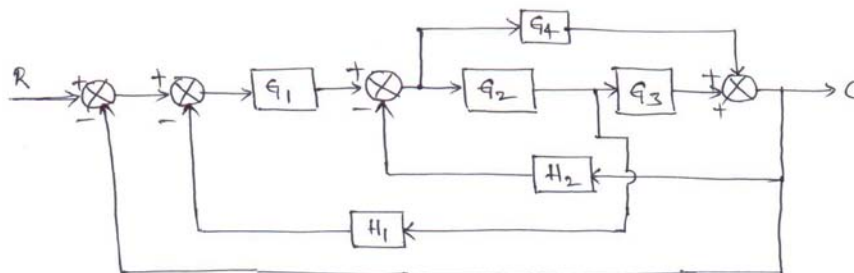 G4
R + + G1 + G2 G3 + + C
− − −
H2
H1